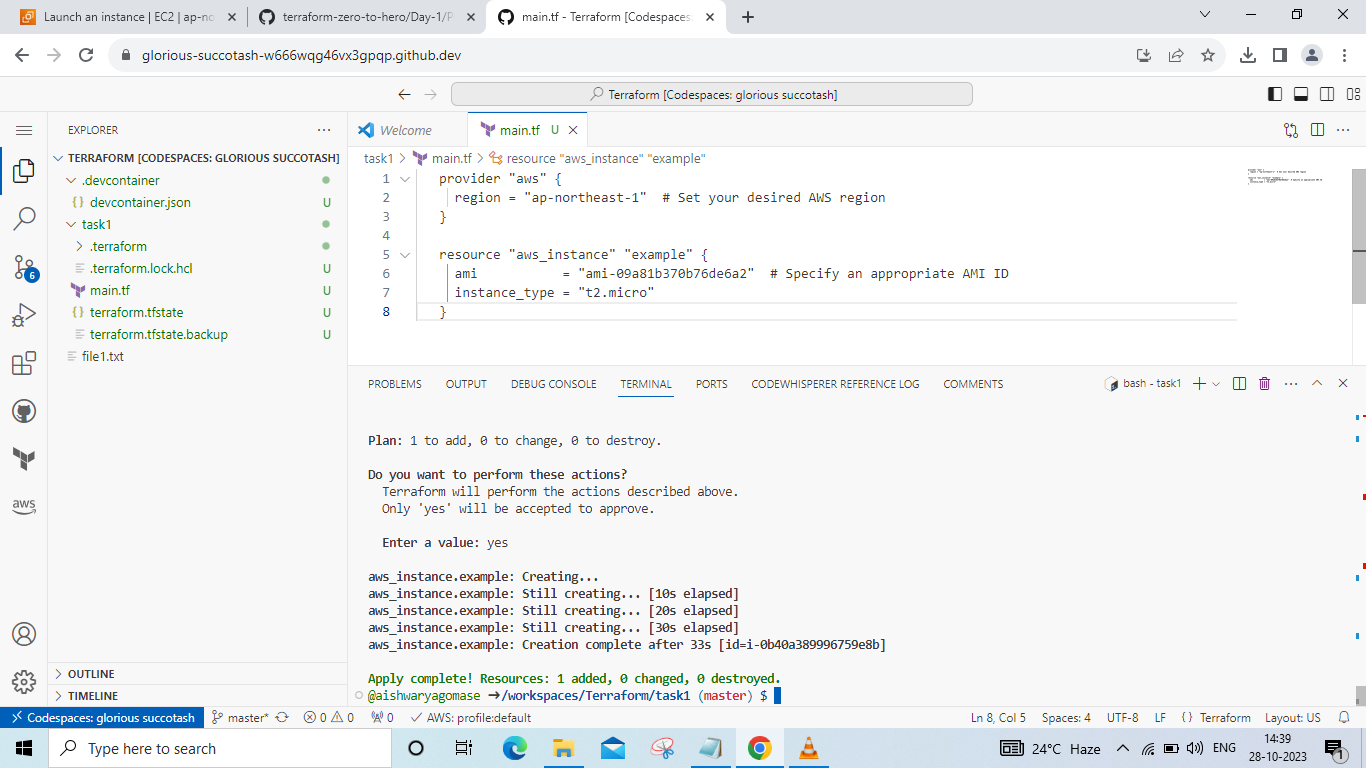 Launch an instance | EC2 | ap-no
terraform-zero-to-hero/Day-1/P
main.tf - Terraform [Codespaces:
glorious-succotash-w666wqg46vx3gpqp.github.dev
Terraform [Codespaces: glorious succotash]
EXPLORER
Welcome
main.tf U
TERRAFORM [CODESPACES: GLORIOUS SUCCOTASH]
task1 > main.tf > resource "aws_instance" "example"
.devcontainer
devcontainer.json U
task1
.terraform
.terraform.lock.hcl U
main.tf U
terraform.tfstate U
terraform.tfstate.backup U
file1.txt
6
aws
OUTLINE
TIMELINE
1 provider "aws" {
2 region = "ap-northeast-1" # Set your desired AWS region
3 }
4
5 resource "aws_instance" "example" {
6 ami = "ami-09a81b370b76de6a2" # Specify an appropriate AMI ID
7 instance_type = "t2.micro"
8 }
PROBLEMS OUTPUT DEBUG CONSOLE TERMINAL PORTS CODEWHISPERER REFERENCE LOG COMMENTS
bash - task1
Plan: 1 to add, 0 to change, 0 to destroy.
Do you want to perform these actions?
Terraform will perform the actions described above.
Only 'yes' will be accepted to approve.
Enter a value: yes
aws_instance.example: Creating...
aws_instance.example: Still creating... [10s elapsed]
aws_instance.example: Still creating... [20s elapsed]
aws_instance.example: Still creating... [30s elapsed]
aws_instance.example: Creation complete after 33s [id=i-0b40a389996759e8b]
Apply complete! Resources: 1 added, 0 changed, 0 destroyed.
@aishwaryagomase ➜/workspaces/Terraform/task1 (master) $
Codespaces: glorious succotash master* 0 0 0 AWS: profile:default Ln 8, Col 5 Spaces: 4 UTF-8 LF {} Terraform Layout: US
Type here to search
24°C Haze
ENG
14:39
28-10-2023
1